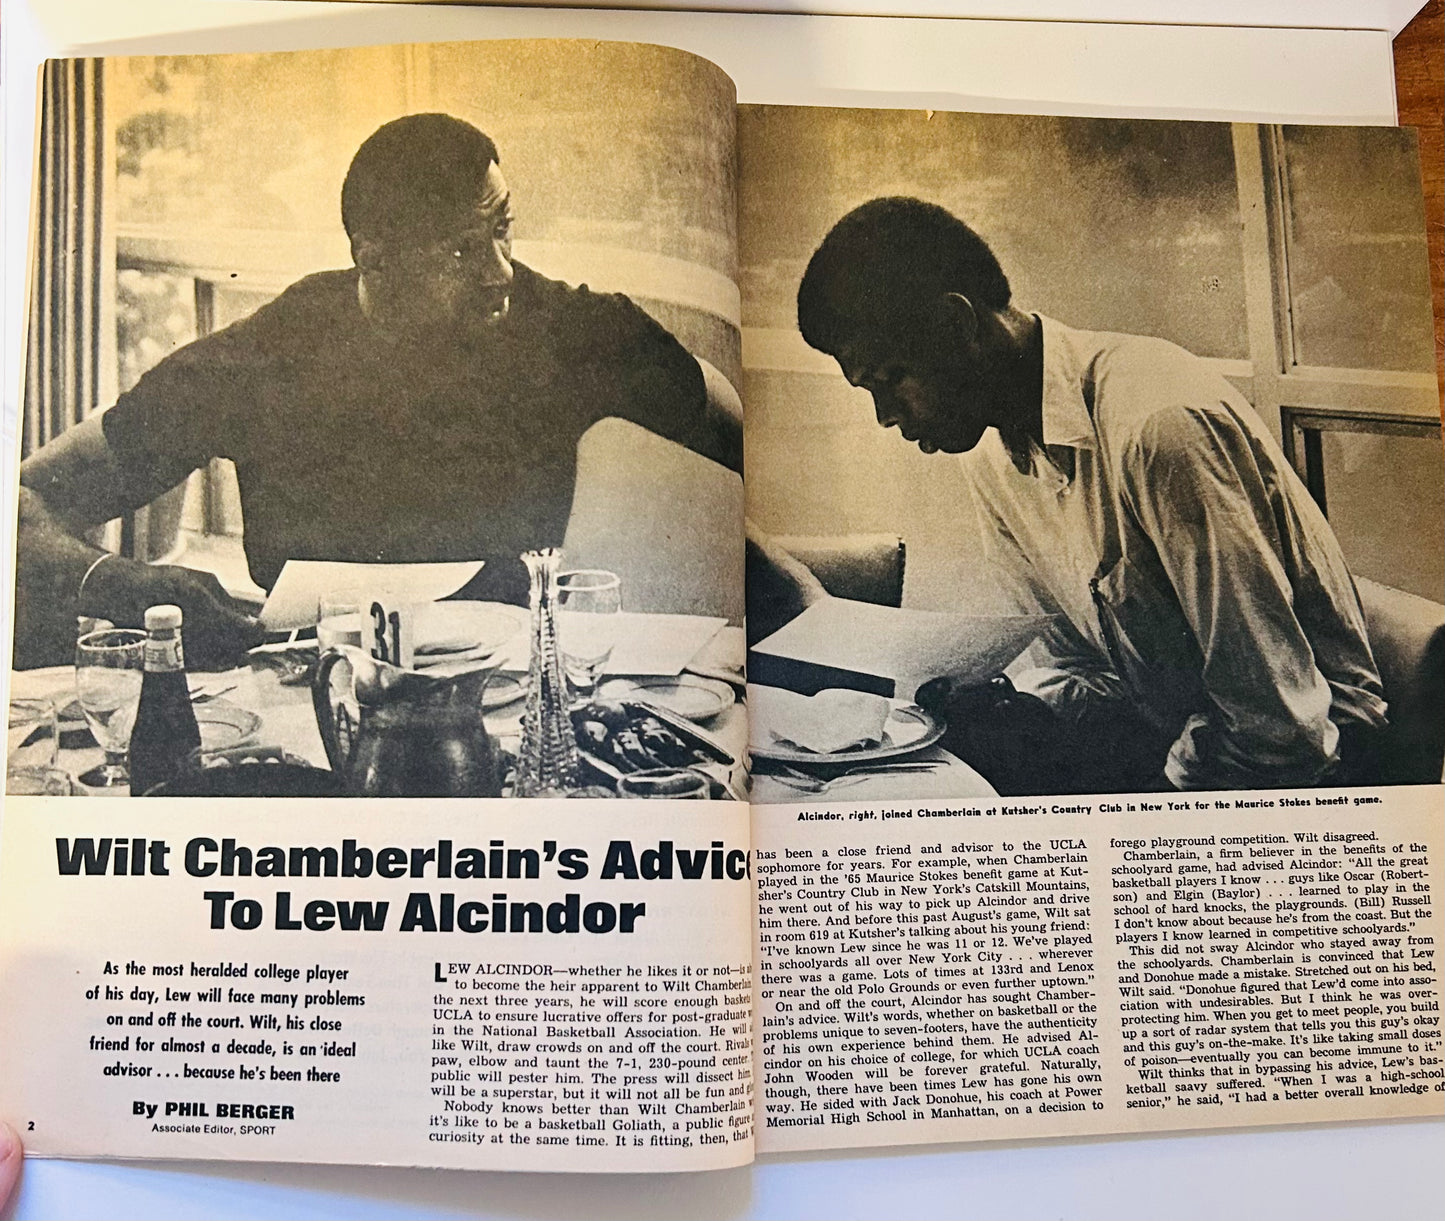 31
Alcindor, right, joined Chamberlain at Kutsher's Country Club in New York for the Maurice Stokes benefit game.
Wilt Chamberlain's Advice
To Lew Alcindor
As the most heralded college player
of his day, Lew will face many problems
on and off the court. Wilt, his close
friend for almost a decade, is an ideal
advisor . . . because he's been there
By PHIL BERGER
Associate Editor, SPORT
2
LEW ALCINDOR—whether he likes it or not—is
to become the heir apparent to Wilt Chamberlain
the next three years, he will score enough baskets
UCLA to ensure lucrative offers for post-graduate
in the National Basketball Association. He will
like Wilt, draw crowds on and off the court. Rivals
paw, elbow and taunt the 7-1, 230-pound center.
public will pester him. The press will dissect him.
will be a superstar, but it will not all be fun and
Nobody knows better than Wilt Chamberlain
it's like to be a basketball Goliath, a public figure
curiosity at the same time. It is fitting, then, that
has been a close friend and advisor to the UCLA
sophomore for years. For example, when Chamberlain
played in the '65 Maurice Stokes benefit game at Kut-
sher's Country Club in New York's Catskill Mountains,
he went out of his way to pick up Alcindor and drive
him there. And before this past August's game, Wilt sat
in room 619 at Kutsher's talking about his young friend:
"I've known Lew since he was 11 or 12. We've played
in schoolyards all over New York City . . . wherever
there was a game. Lots of times at 133rd and Lenox
or near the old Polo Grounds or even further uptown."
On and off the court, Alcindor has sought Chamber-
lain's advice. Wilt's words, whether on basketball or the
problems unique to seven-footers, have the authenticity
of his own experience behind them. He advised Al-
cindor on his choice of college, for which UCLA coach
John Wooden will be forever grateful. Naturally,
though, there have been times Lew has gone his own
way. He sided with Jack Donohue, his coach at Power
Memorial High School in Manhattan, on a decision to
forego playground competition. Wilt disagreed.
Chamberlain, a firm believer in the benefits of the
schoolyard game, had advised Alcindor: "All the great
basketball players I know . . . guys like Oscar (Robert-
son) and Elgin (Baylor) . . . learned to play in the
school of hard knocks, the playgrounds. (Bill) Russell
I don't know about because he's from the coast. But the
players I know learned in competitive schoolyards."
This did not sway Alcindor who stayed away from
the schoolyards. Chamberlain is convinced that Lew
and Donohue made a mistake. Stretched out on his bed,
Wilt said. "Donohue figured that Lew'd come into asso-
ciation with undesirables. But I think he was over-
protecting him. When you get to meet people, you build
up a sort of radar system that tells you this guy's okay
and this guy's on-the-make. It's like taking small doses
of poison—eventually you can become immune to it."
Wilt thinks that in bypassing his advice, Lew's bas-
ketball saavy suffered. "When I was a high-school
senior," he said, "I had a better overall knowledge of